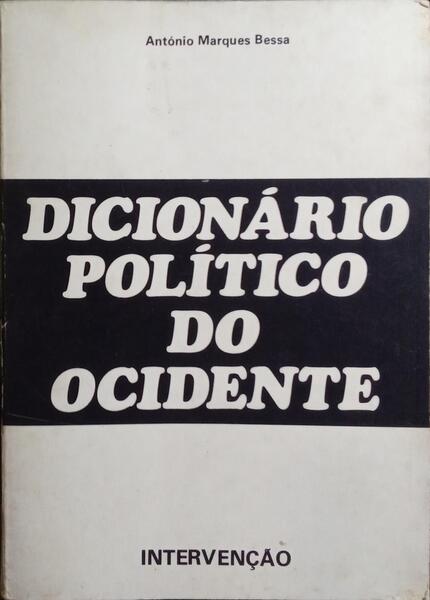 António Marques Bessa
DICIONÁRIO
POLÍTICO
DO
OCIDENTE
INTERVENÇÃO